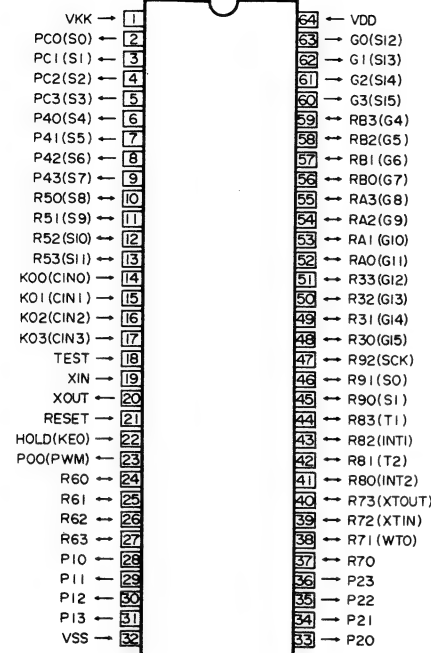 VKK → 1
PC0(S0) ← 2
PC1(S1) ← 3
PC2(S2) ← 4
PC3(S3) ← 5
P40(S4) ← 6
P41(S5) ← 7
P42(S6) ← 8
P43(S7) ← 9
R50(S8) ↔ 10
R51(S9) ↔ 11
R52(S10) ↔ 12
R53(S11) ↔ 13
K00(CIN0) → 14
K01(CIN1) → 15
K02(CIN2) → 16
K03(CIN3) → 17
TEST → 18
XIN → 19
XOUT ← 20
RESET → 21
HOLD(KE0) → 22
P00(PWM) ← 23
R60 ↔ 24
R61 ↔ 25
R62 ↔ 26
R63 ↔ 27
P10 ← 28
P11 ← 29
P12 ← 30
P13 ← 31
VSS → 32
64 ← VDD
63 → G0(S12)
62 → G1(S13)
61 → G2(S14)
60 → G3(S15)
59 ↔ RB3(G4)
58 ↔ RB2(G5)
57 ↔ RB1(G6)
56 ↔ RB0(G7)
55 ↔ RA3(G8)
54 ↔ RA2(G9)
53 ↔ RA1(G10)
52 ↔ RA0(G11)
51 ↔ R33(G12)
50 ↔ R32(G13)
49 ↔ R31(G14)
48 ↔ R30(G15)
47 ↔ R92(SCK)
46 ↔ R91(SO)
45 ↔ R90(SI)
44 ↔ R83(T1)
43 ↔ R82(INT1)
42 ↔ R81(T2)
41 ↔ R80(INT2)
40 ↔ R73(XTOUT)
39 ↔ R72(XTIN)
38 ↔ R71(WTO)
37 ↔ R70
36 → P23
35 → P22
34 → P21
33 → P20